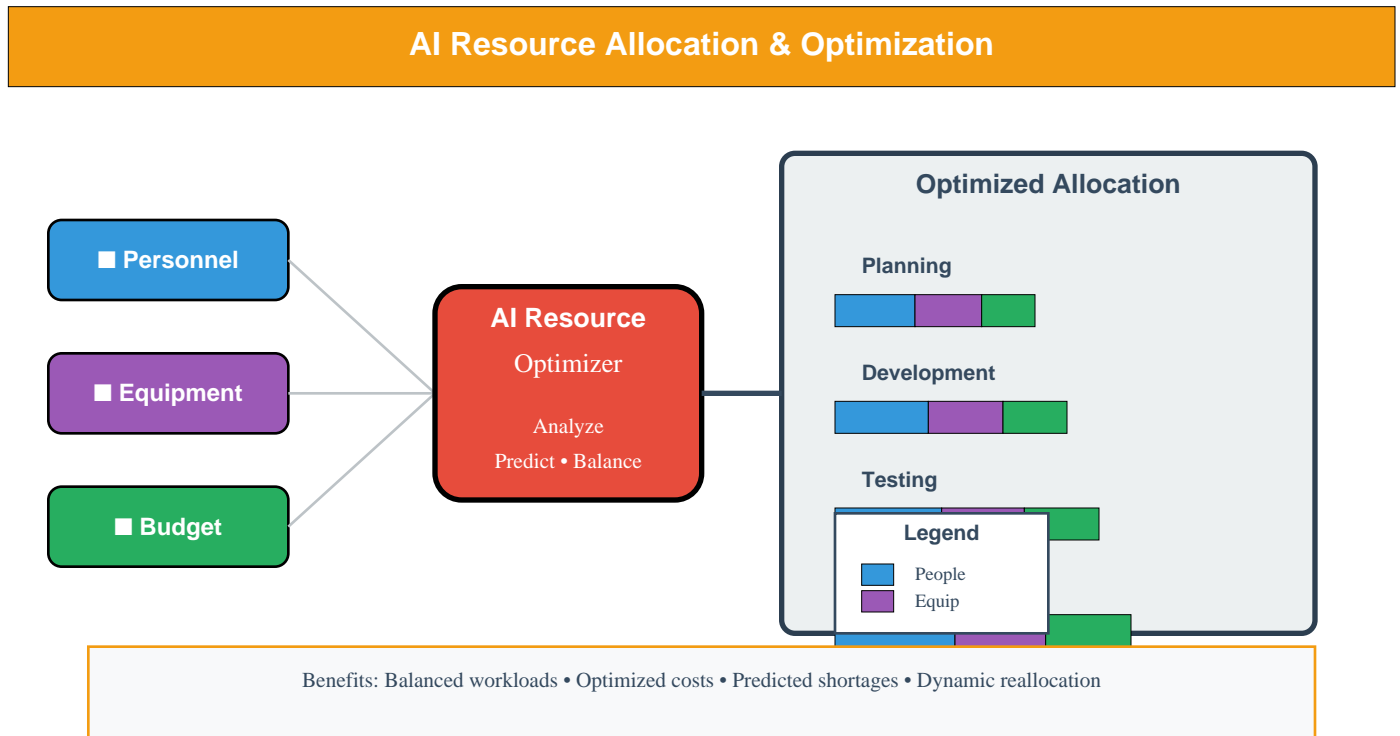 AI Resource Allocation & Optimization
Optimized Allocation
■ Personnel
■ Equipment
■ Budget
AI Resource
Optimizer
Analyze
Predict • Balance
Planning
Development
Testing
Legend
People
Equip
Benefits: Balanced workloads • Optimized costs • Predicted shortages • Dynamic reallocation